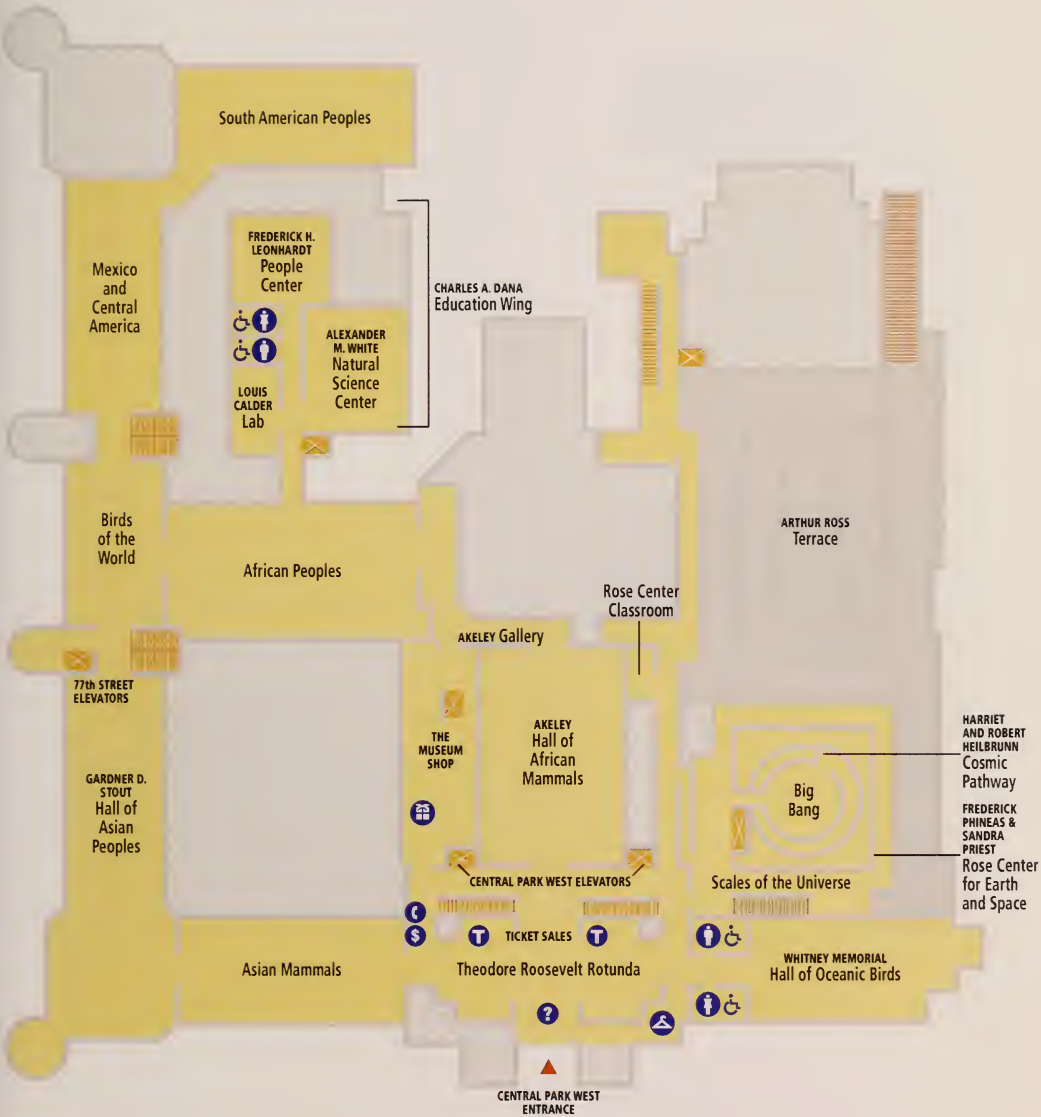 South American Peoples
FREDERICK H.
LEONHARDT
People
Center
Mexico
and
Central
America
CHARLES A. DANA
Education Wing
ALEXANDER
M. WHITE
Natural
Science
Center
LOUIS
CALDER
Lab
Birds
of the
World
African Peoples
ARTHUR ROSS
Terrace
Rose Center
Classroom
AKELEY Gallery
77th STREET
ELEVATORS
THE
MUSEUM
SHOP
AKELEY
Hall of
African
Mammals
HARRIET
AND ROBERT
HEILBRUNN
Cosmic
Pathway
GARDNER D.
STOUT
Hall of
Asian
Peoples
Big
Bang
FREDERICK
PHINEAS &
SANDRA
PRIEST
Rose Center
for Earth
and Space
CENTRAL PARK WEST ELEVATORS
Scales of the Universe
$
T
TICKET SALES
T
Asian Mammals
Theodore Roosevelt Rotunda
WHITNEY MEMORIAL
Hall of Oceanic Birds
?
CENTRAL PARK WEST
ENTRANCE